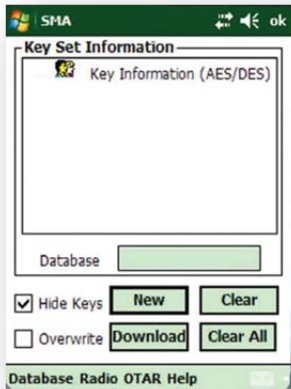 SMA ok
Key Set Information
Key Information (AES/DES)
Database
Hide Keys New Clear
Overwrite Download Clear All
Database Radio OTAR Help